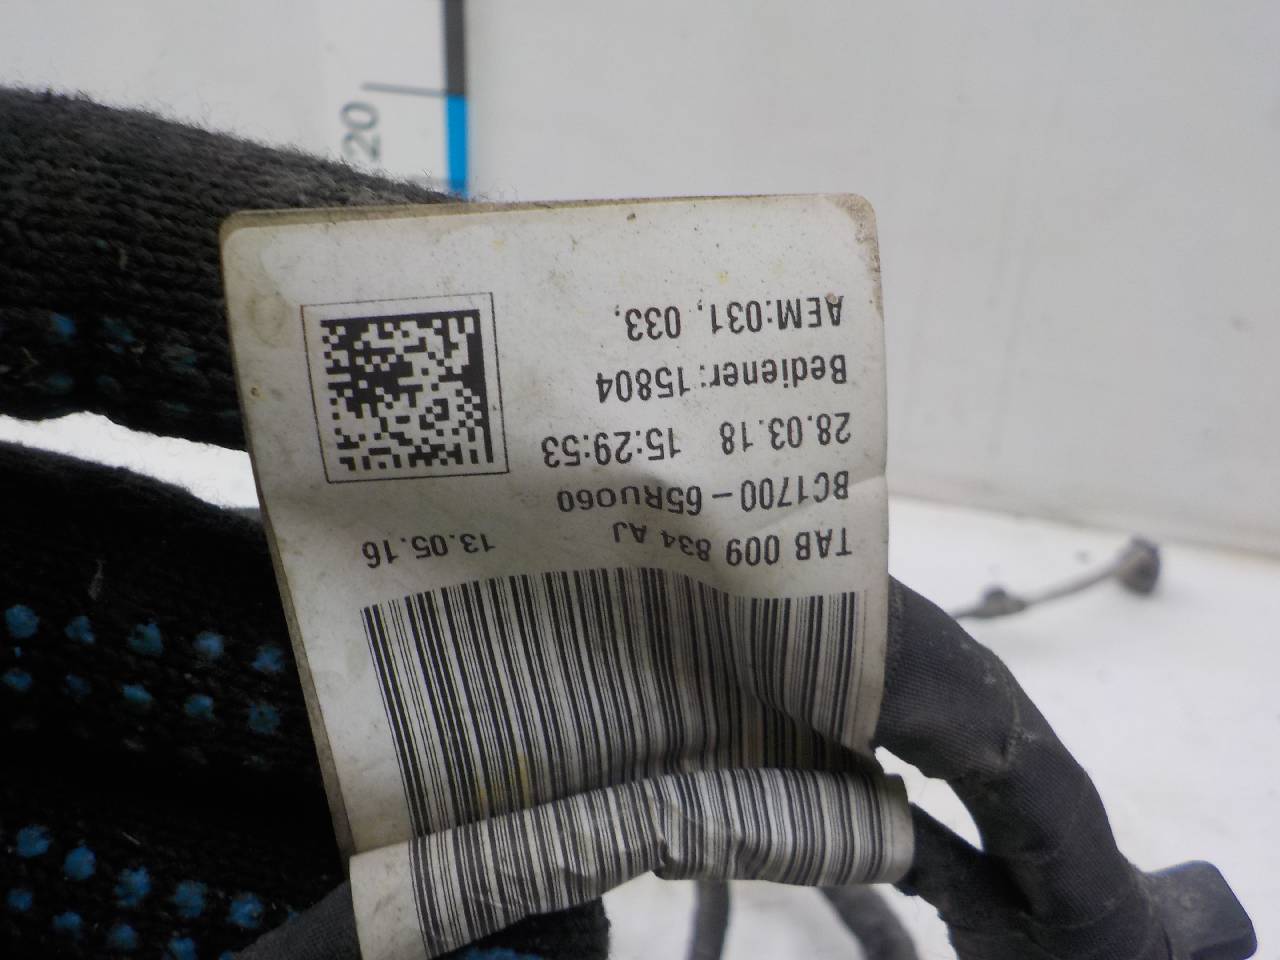 TAB 009 834 AJ 13.05.16
BC1700-65RU060
28.03.18 15:29:53
Bediener:15804
AEM:031, 033,
20